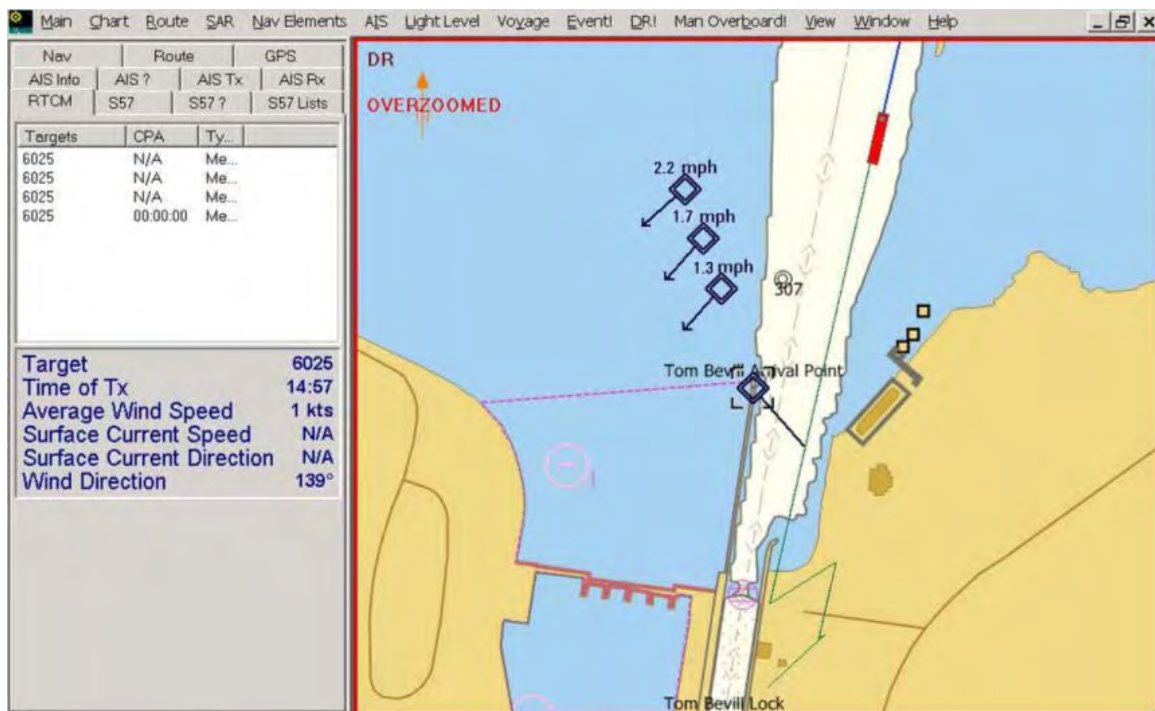 Main Chart Route SAR Nav Elements AIS Light Level Voyage Event! DR! Man Overboard! View Window Help
Nav Route GPS
AIS Info AIS ? AIS Tx AIS Rx
RTCM S57 S57 ? S57 Lists
Targets CPA Ty...
6025 N/A Me...
6025 N/A Me...
6025 N/A Me...
6025 00:00:00 Me...
Target 6025
Time of Tx 14:57
Average Wind Speed 1 kts
Surface Current Speed N/A
Surface Current Direction N/A
Wind Direction 139°
DR
OVERZOOMED
2.2 mph
1.7 mph
1.3 mph
307
Tom Bevill Arrival Point
Tom Bevill Lock